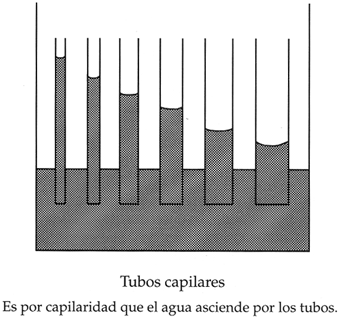 Tubos capilares
Es por capilaridad que el agua asciende por los tubos.